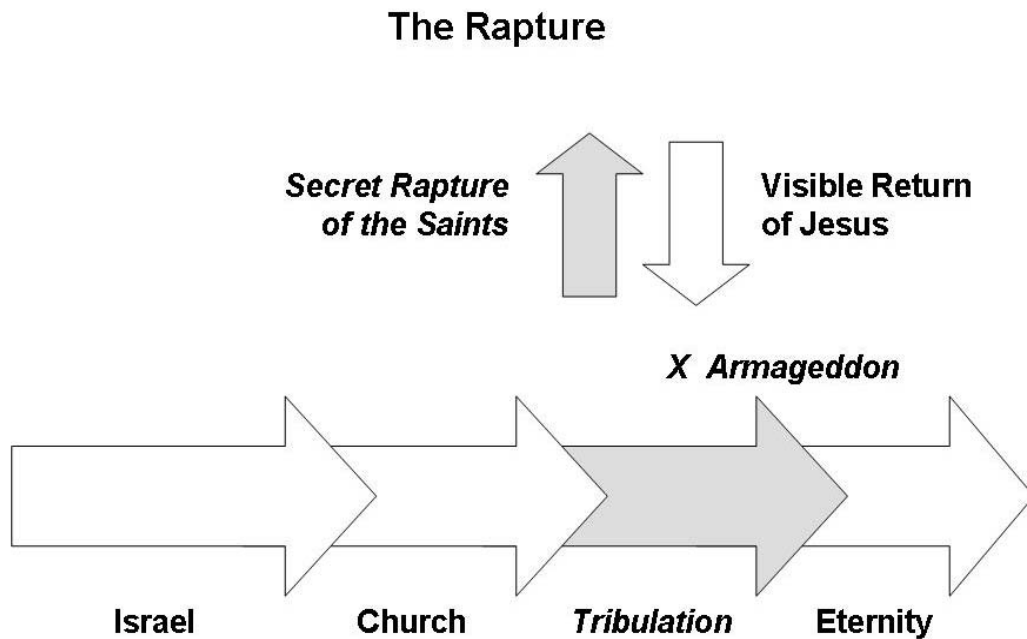 The Rapture
Secret Rapture
of the Saints
Visible Return
of Jesus
X Armageddon
Israel
Church
Tribulation
Eternity